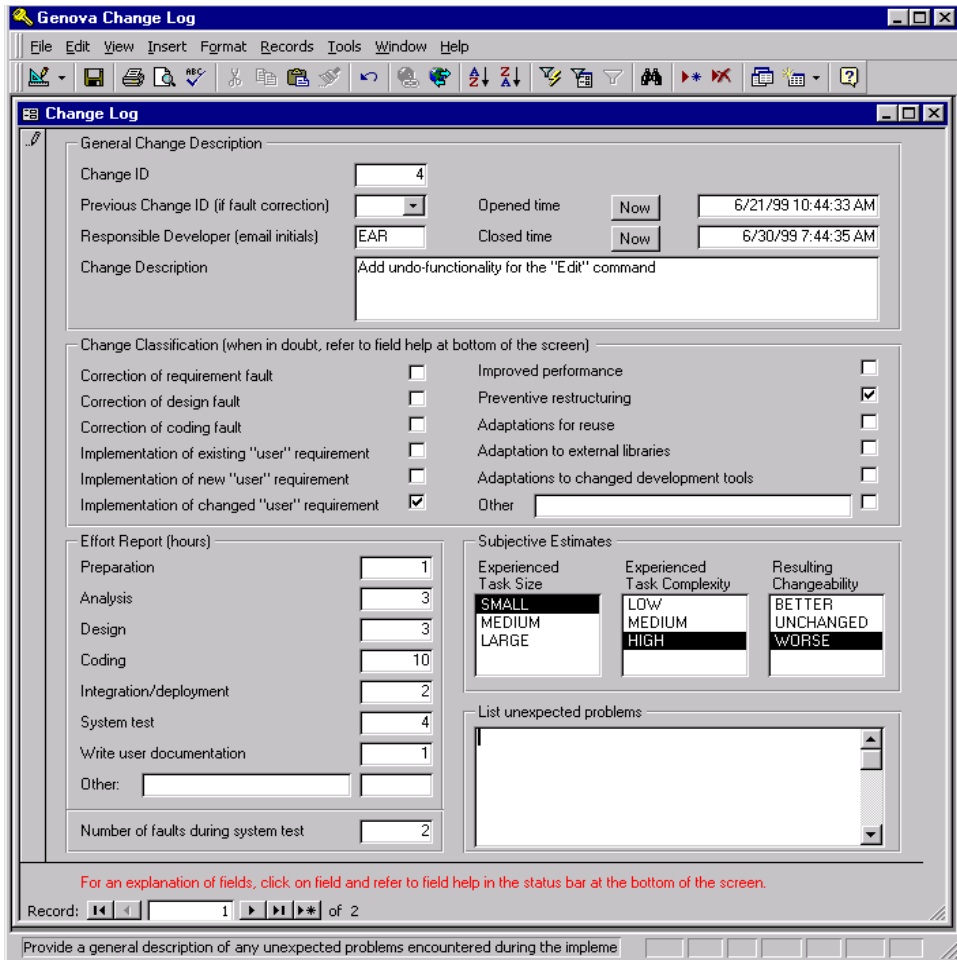 Genova Change Log
File Edit View Insert Format Records Tools Window Help
Change Log
General Change Description
Change ID 4
Previous Change ID (if fault correction) Opened time Now 6/21/99 10:44:33 AM
Responsible Developer (email initials) EAR Closed time Now 6/30/99 7:44:35 AM
Change Description Add undo-functionality for the "Edit" command
Change Classification (when in doubt, refer to field help at bottom of the screen)
Correction of requirement fault
Correction of design fault
Correction of coding fault
Implementation of existing "user" requirement
Implementation of new "user" requirement
Implementation of changed "user" requirement
Improved performance
Preventive restructuring
Adaptations for reuse
Adaptation to external libraries
Adaptations to changed development tools
Other
Effort Report (hours)
Preparation 1
Analysis 3
Design 3
Coding 10
Integration/deployment 2
System test 4
Write user documentation 1
Other:
Number of faults during system test 2
Subjective Estimates
Experienced
Task Size
SMALL
MEDIUM
LARGE
Experienced
Task Complexity
LOW
MEDIUM
HIGH
Resulting
Changeability
BETTER
UNCHANGED
WORSE
List unexpected problems
For an explanation of fields, click on field and refer to field help in the status bar at the bottom of the screen.
Record: 1 of 2
Provide a general description of any unexpected problems encountered during the impleme